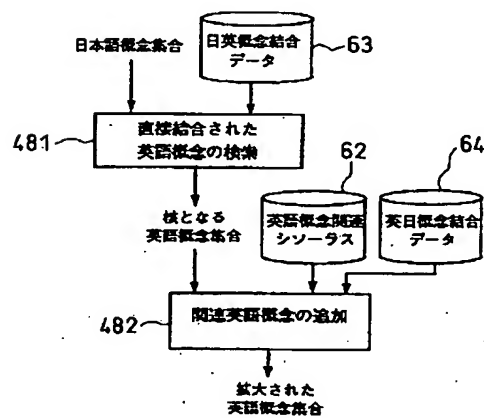 日本語概念集合
日英概念結合
データ
63
481
直接結合された
英語概念の検索
核となる
英語概念集合
62
英語概念関連
シソーラス
64
英日概念結合
データ
482
関連英語概念の追加
拡大された
英語概念集合